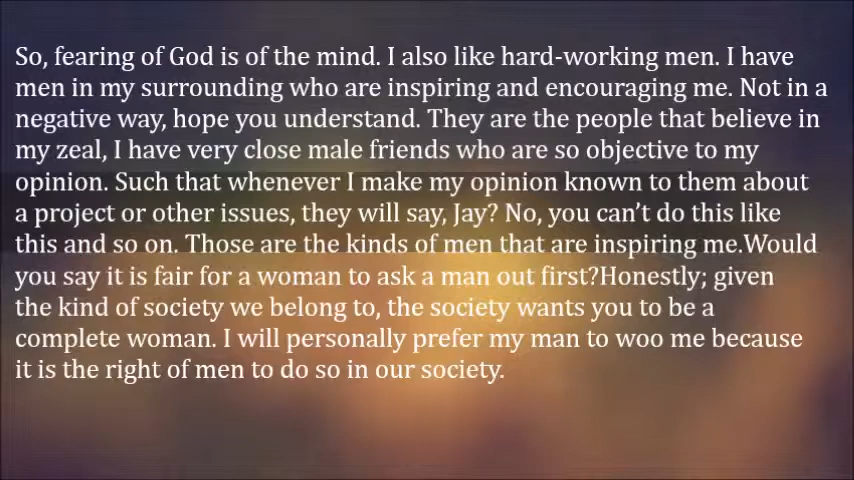 So, fearing of God is of the mind. I also like hard-working men. I have
men in my surrounding who are inspiring and encouraging me. Not in a
negative way, hope you understand. They are the people that believe in
my zeal, I have very close male friends who are so objective to my
opinion. Such that whenever I make my opinion known to them about
a project or other issues, they will say, Jay? No, you can’t do this like
this and so on. Those are the kinds of men that are inspiring me.Would
you say it is fair for a woman to ask a man out first?Honestly; given
the kind of society we belong to, the society wants you to be a
complete woman. I will personally prefer my man to woo me because
it is the right of men to do so in our society.